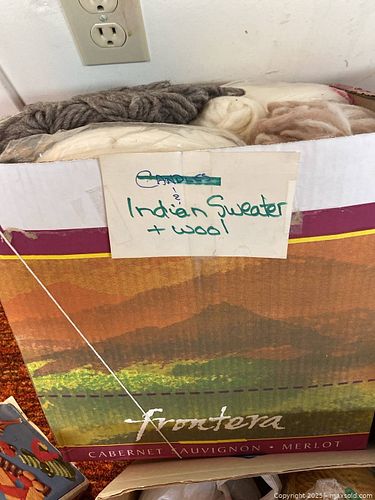 &
Indian Sweater
+ wool
frontera
CABERNET SAUVIGNON • MERLOT
Copyright 2025 - maxsold.com